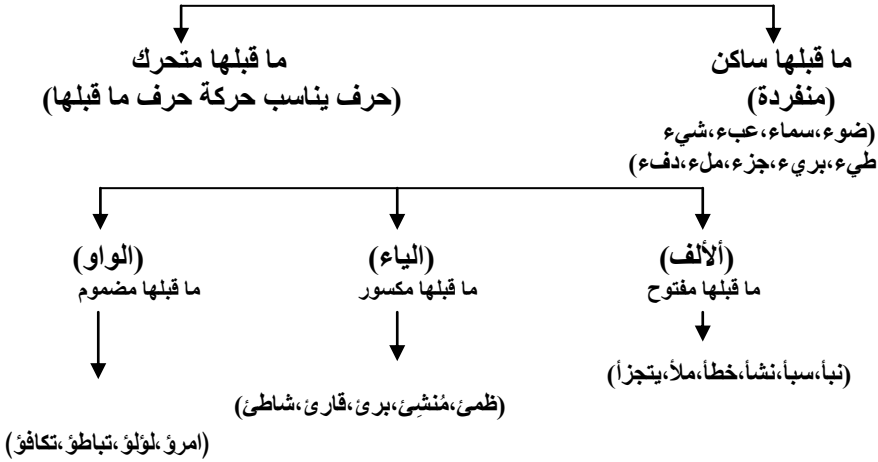 ما قبلها ساكن
(منفردة)
(ضوء،سماء،عبء،شيء
طيء،بريء،جزء،ملء،دفء)
ما قبلها متحرك
(حرف يناسب حركة حرف ما قبلها)
(ألألف)
ما قبلها مفتوح
(نبأ،سبأ،نشأ،خطأ،ملأ،يتجزأ)
(الياء)
ما قبلها مكسور
(ظمئ،مُنشِئ،برئ،قارئ،شاطئ)
(الواو)
ما قبلها مضموم
(امرؤ،لؤلؤ،تباطؤ،تكافؤ)